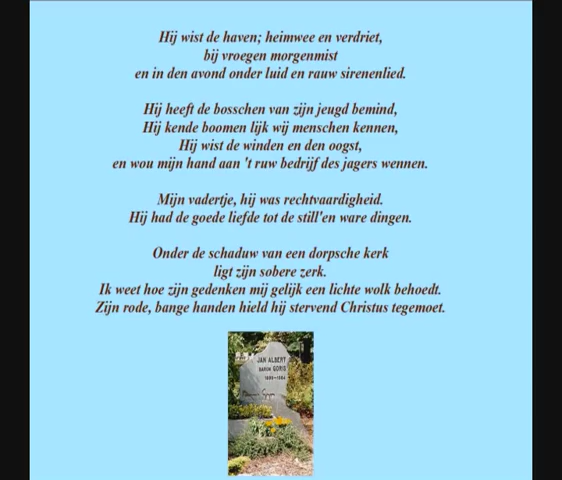 Hij wist de haven; heimwee en verdriet,
bij vroegen morgenmist
en in den avond onder luid en rauw sirenenlied.
Hij heeft de bosschen van zijn jeugd bemind,
Hij kende boomen lijk wij menschen kennen,
Hij wist de winden en den oogst,
en wou mijn hand aan 't ruw bedrijf des jagers wennen.
Mijn vadertje, hij was rechtvaardigheid.
Hij had de goede liefde tot de still'en ware dingen.
Onder de schaduw van een dorpsche kerk
ligt zijn sobere zerk.
Ik weet hoe zijn gedenken mij gelijk een lichte wolk behoedt.
Zijn rode, bange handen hield hij stervend Christus tegemoet.
JAN ALBERT
BARON GORIS